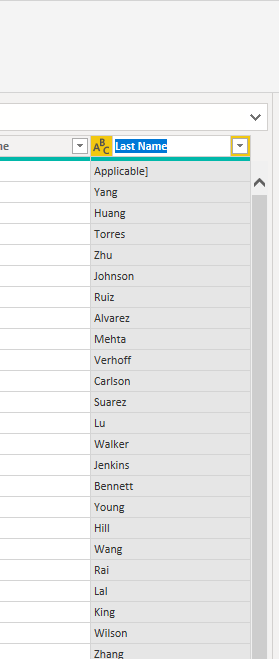 ne
ABC Last Name
Applicable]
Yang
Huang
Torres
Zhu
Johnson
Ruiz
Alvarez
Mehta
Verhoff
Carlson
Suarez
Lu
Walker
Jenkins
Bennett
Young
Hill
Wang
Rai
Lal
King
Wilson
Zhang